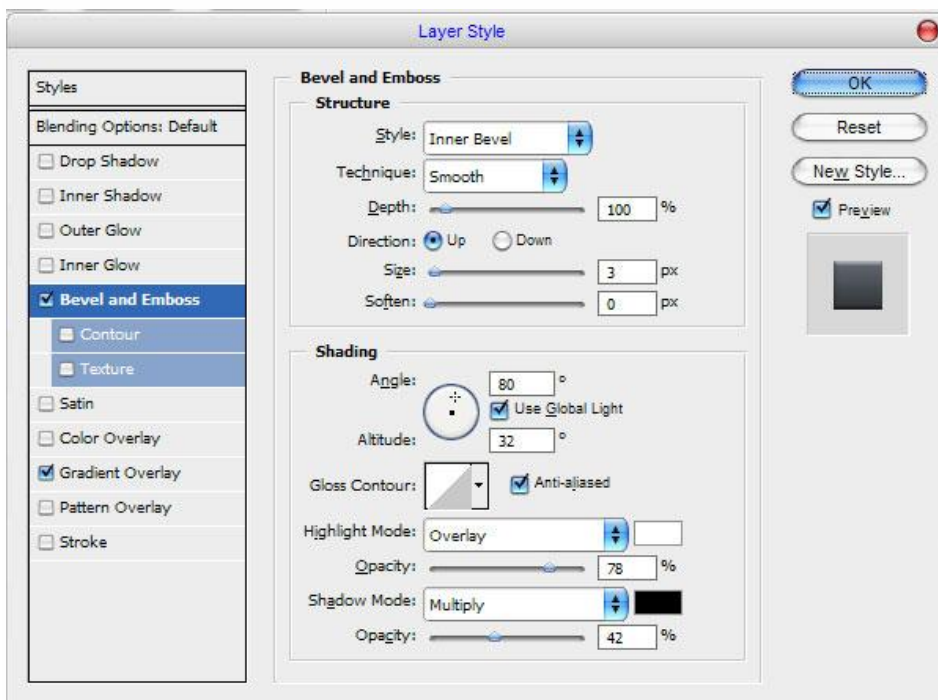 Layer Style
Styles
Blending Options: Default
Drop Shadow
Inner Shadow
Outer Glow
Inner Glow
Bevel and Emboss
Contour
Texture
Satin
Color Overlay
Gradient Overlay
Pattern Overlay
Stroke
Bevel and Emboss
Structure
Style: Inner Bevel
Technique: Smooth
Depth: 100 %
Direction: Up Down
Size: 3 px
Soften: 0 px
Shading
Angle: 80 °
Use Global Light
Altitude: 32 °
Gloss Contour: Anti-aliased
Highlight Mode: Overlay
Opacity: 78 %
Shadow Mode: Multiply
Opacity: 42 %
OK
Reset
New Style...
Preview